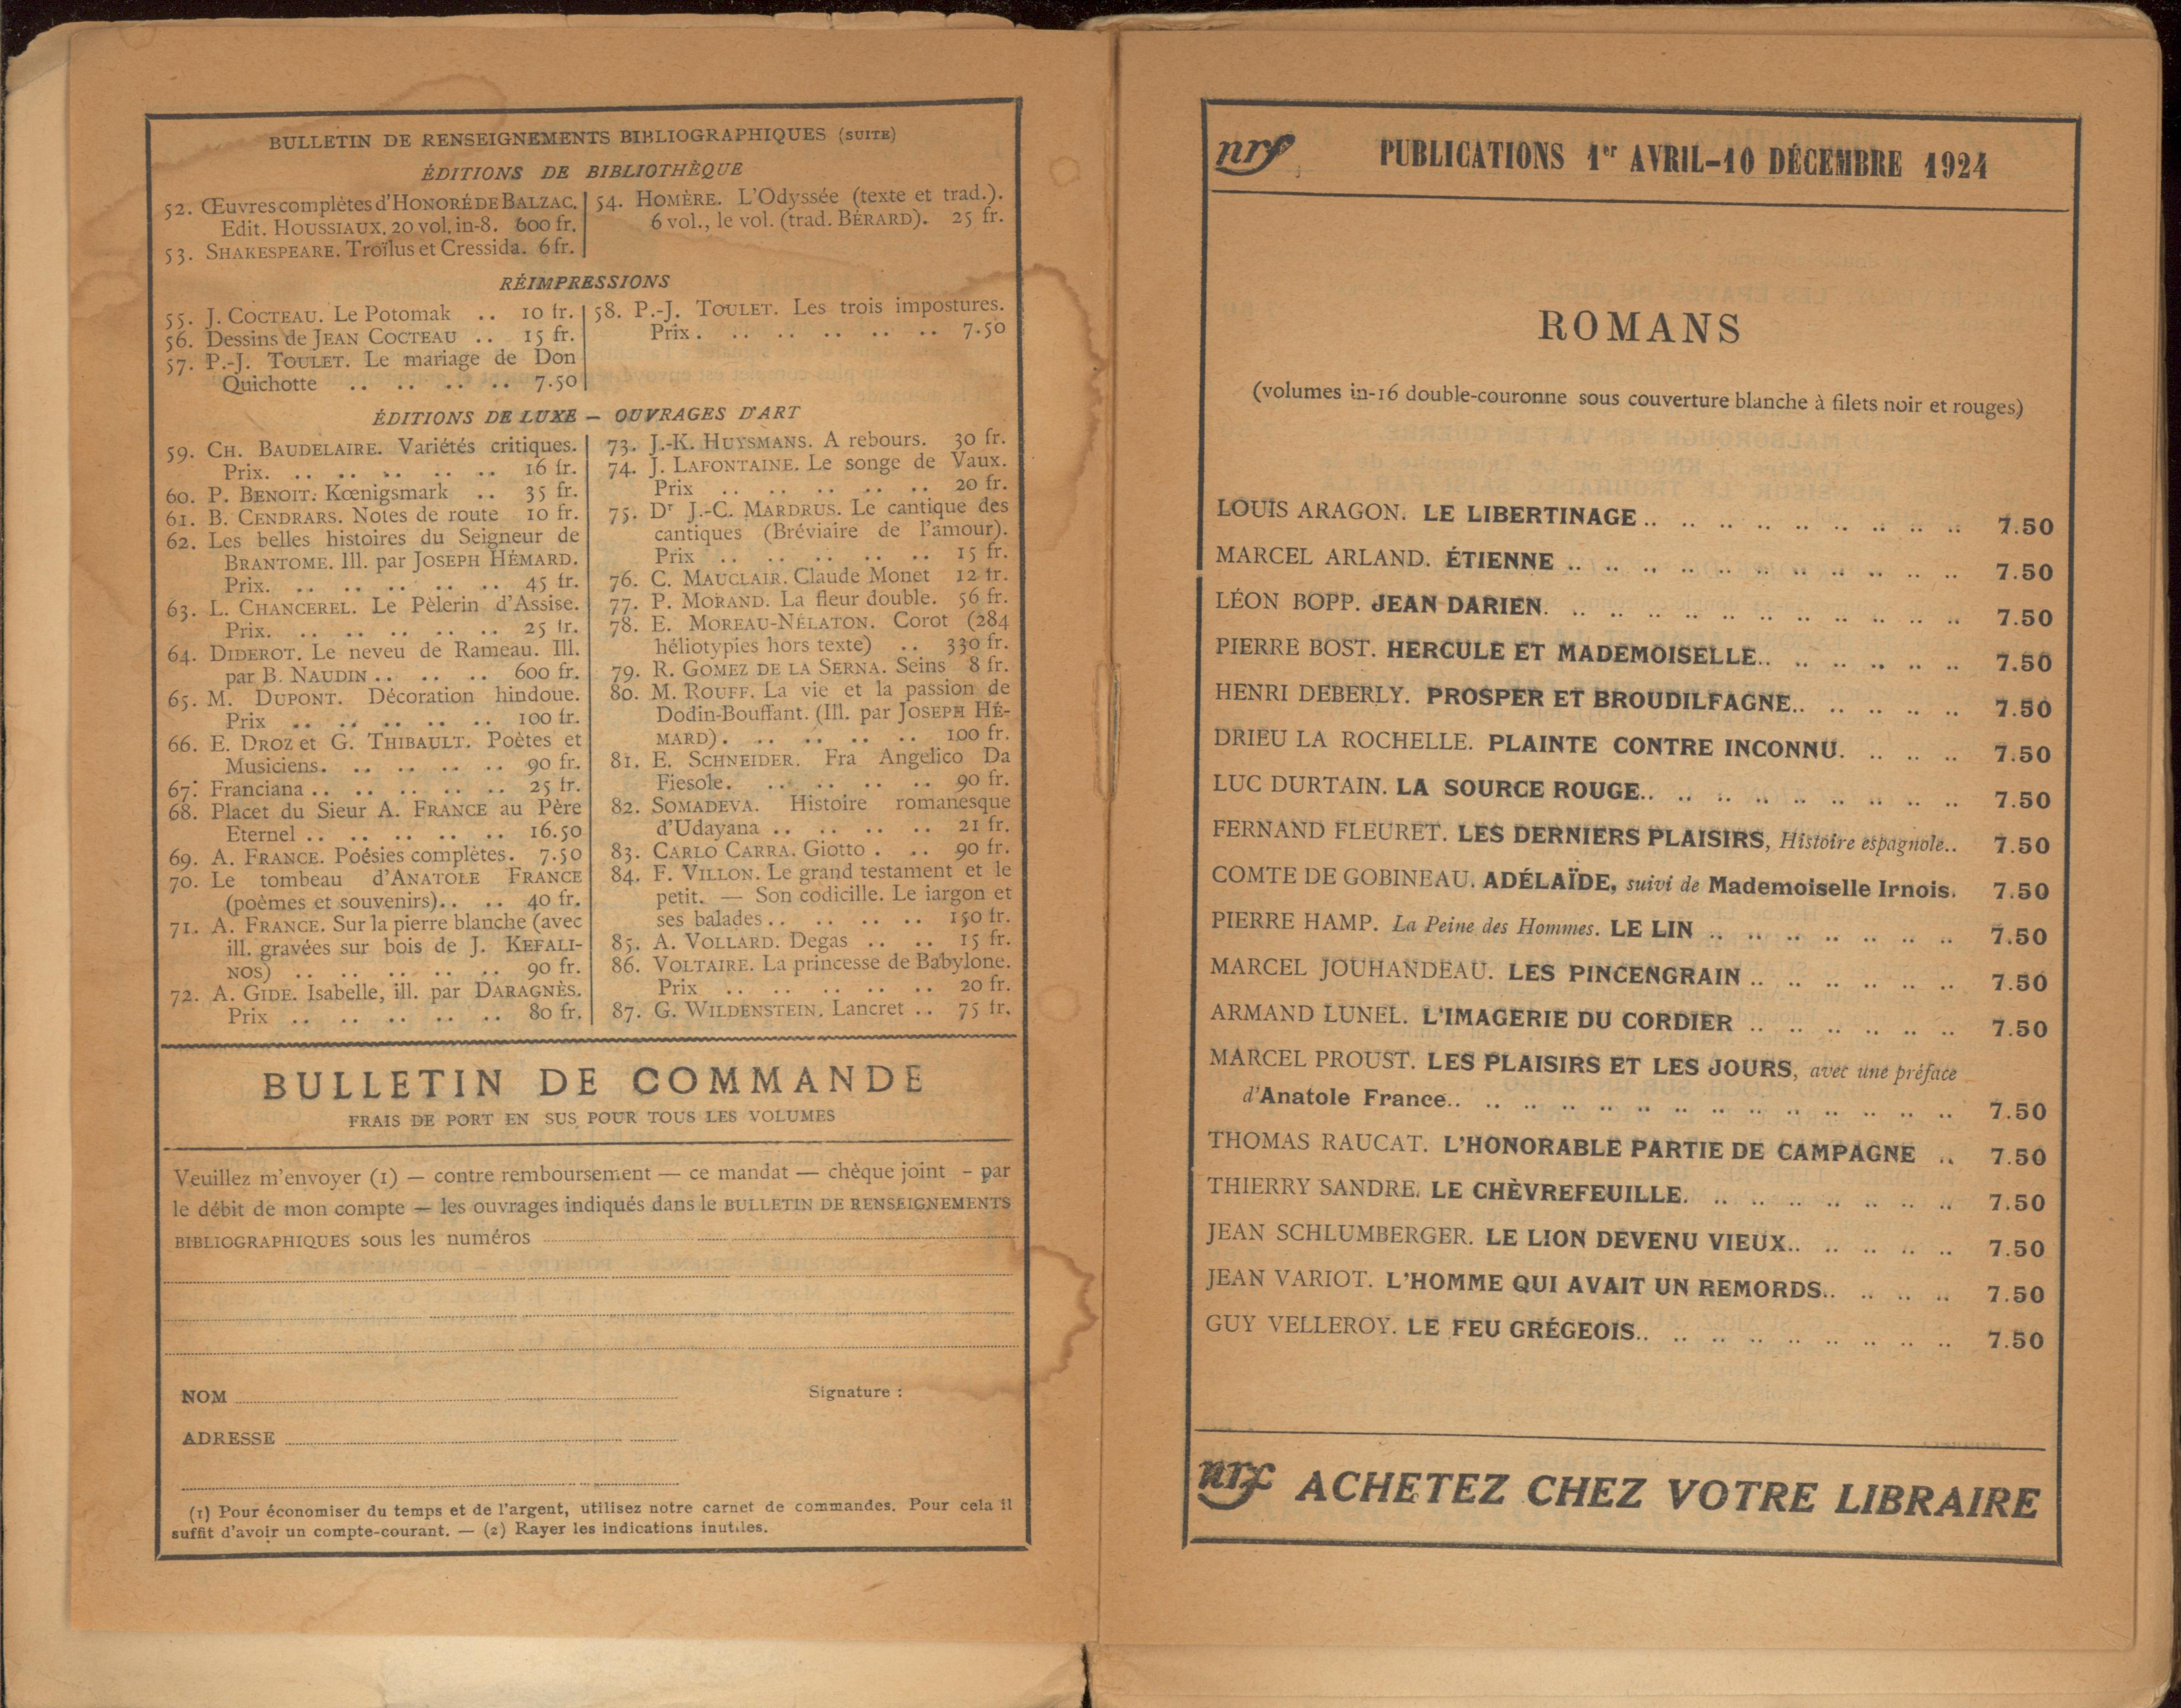 BULLETIN DE RENSEIGNEMENTS BIBLIOGRAPHIQUES (SUITE)
ÉDITIONS DE BIBLIOTHÈQUE
52. Œuvres complètes d'HONORÉ DE BALZAC.
Edit. HOUSSIAUX, 20 vol. in-8. 600 fr.
53. SHAKESPEARE. Troïlus et Cressida. 6 fr.
54. HOMÈRE. L'Odyssée (texte et trad.).
6 vol., le vol. (trad. BÉRARD). 25 fr.
RÉIMPRESSIONS
55. J. COCTEAU. Le Potomak .. 10 fr.
56. Dessins de JEAN COCTEAU .. 15 fr.
57. P.-J. TOULET. Le mariage de Don
Quichotte .. .. .. .. 7.50
58. P.-J. TOULET. Les trois impostures.
Prix. .. .. .. .. .. 7.50
ÉDITIONS DE LUXE — OUVRAGES D'ART
59. CH. BAUDELAIRE. Variétés critiques.
Prix. .. .. .. .. .. 16 fr.
60. P. BENOIT. Kœnigsmark .. 35 fr.
61. B. CENDRARS. Notes de route 10 fr.
62. Les belles histoires du Seigneur de
BRANTOME. Ill. par JOSEPH HÉMARD.
Prix. .. .. .. .. .. 45 fr.
63. L. CHANCEREL. Le Pèlerin d'Assise.
Prix. .. .. .. .. .. 25 fr.
64. DIDEROT. Le neveu de Rameau. Ill.
par B. NAUDIN .. .. .. 600 fr.
65. M. DUPONT. Décoration hindoue.
Prix .. .. .. .. .. 100 fr.
66. E. DROZ et G. THIBAULT. Poètes et
Musiciens. .. .. .. .. 90 fr.
67. Franciana .. .. .. .. .. 25 fr.
68. Placet du Sieur A. FRANCE au Père
Eternel .. .. .. .. .. 16.50
69. A. FRANCE. Poésies complètes. 7.50
70. Le tombeau d'ANATOLE FRANCE
(poèmes et souvenirs).. .. .. 40 fr.
71. A. FRANCE. Sur la pierre blanche (avec
ill. gravées sur bois de J. KEFALI-
NOS) .. .. .. .. .. 90 fr.
72. A. GIDE. Isabelle, ill. par DARAGNÈS.
Prix .. .. .. .. .. 80 fr.
73. J.-K. HUYSMANS. A rebours. 30 fr.
74. J. LAFONTAINE. Le songe de Vaux.
Prix .. .. .. .. .. 20 fr.
75. Dr J.-C. MARDRUS. Le cantique des
cantiques (Bréviaire de l'amour).
Prix .. .. .. .. .. 15 fr.
76. C. MAUCLAIR. Claude Monet 12 fr.
77. P. MORAND. La fleur double. 56 fr.
78. E. MOREAU-NÉLATON. Corot (284
héliotypies hors texte) .. 330 fr.
79. R. GOMEZ DE LA SERNA. Seins 8 fr.
80. M. ROUFF. La vie et la passion de
Dodin-Bouffant. (Ill. par JOSEPH HÉ-
MARD). .. .. .. .. 100 fr.
81. E. SCHNEIDER. Fra Angelico Da
Fiesole. .. .. .. .. 90 fr.
82. SOMADEVA. Histoire romanesque
d'Udayana .. .. .. .. 21 fr.
83. CARLO CARRA. Giotto . .. 90 fr.
84. F. VILLON. Le grand testament et le
petit. — Son codicille. Le jargon et
ses balades .. .. .. .. 150 fr.
85. A. VOLLARD. Degas .. .. 15 fr.
86. VOLTAIRE. La princesse de Babylone.
Prix .. .. .. .. .. 20 fr.
87. G. WILDENSTEIN. Lancret .. 75 fr.
BULLETIN DE COMMANDE
FRAIS DE PORT EN SUS POUR TOUS LES VOLUMES
Veuillez m'envoyer (1) — contre remboursement — ce mandat — chèque joint — par
le débit de mon compte — les ouvrages indiqués dans le BULLETIN DE RENSEIGNEMENTS
BIBLIOGRAPHIQUES sous les numéros
NOM
Signature :
ADRESSE
(1) Pour économiser du temps et de l'argent, utilisez notre carnet de commandes. Pour cela il
suffit d'avoir un compte-courant. — (2) Rayer les indications inutiles.
nrf PUBLICATIONS 1er AVRIL-10 DÉCEMBRE 1924
ROMANS
(volumes in-16 double-couronne sous couverture blanche à filets noir et rouges)
LOUIS ARAGON. LE LIBERTINAGE .. .. .. .. .. .. .. .. .. 7.50
MARCEL ARLAND. ÉTIENNE .. .. .. .. .. .. .. .. .. .. .. 7.50
LÉON BOPP. JEAN DARIEN. .. .. .. .. .. .. .. .. .. .. .. 7.50
PIERRE BOST. HERCULE ET MADEMOISELLE.. .. .. .. .. .. 7.50
HENRI DEBERLY. PROSPER ET BROUDILFAGNE.. .. .. .. .. 7.50
DRIEU LA ROCHELLE. PLAINTE CONTRE INCONNU. .. .. .. 7.50
LUC DURTAIN. LA SOURCE ROUGE.. .. .. .. .. .. .. .. .. 7.50
FERNAND FLEURET. LES DERNIERS PLAISIRS, Histoire espagnole.. 7.50
COMTE DE GOBINEAU. ADÉLAÏDE, suivi de Mademoiselle Irnois. 7.50
PIERRE HAMP. La Peine des Hommes. LE LIN .. .. .. .. .. .. .. 7.50
MARCEL JOUHANDEAU. LES PINCENGRAIN .. .. .. .. .. .. 7.50
ARMAND LUNEL. L'IMAGERIE DU CORDIER .. .. .. .. .. .. 7.50
MARCEL PROUST. LES PLAISIRS ET LES JOURS, avec une préface
d'Anatole France.. .. .. .. .. .. .. .. .. .. .. .. .. .. 7.50
THOMAS RAUCAT. L'HONORABLE PARTIE DE CAMPAGNE .. 7.50
THIERRY SANDRE. LE CHÈVREFEUILLE. .. .. .. .. .. .. .. 7.50
JEAN SCHLUMBERGER. LE LION DEVENU VIEUX.. .. .. .. .. 7.50
JEAN VARIOT. L'HOMME QUI AVAIT UN REMORDS.. .. .. .. 7.50
GUY VELLEROY. LE FEU GRÉGEOIS.. .. .. .. .. .. .. .. .. 7.50
nrf ACHETEZ CHEZ VOTRE LIBRAIRE